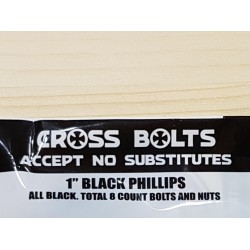 CROSS BOLTS
ACCEPT NO SUBSTITUTES
1" BLACK PHILLIPS
ALL BLACK. TOTAL 8 COUNT BOLTS AND NUTS